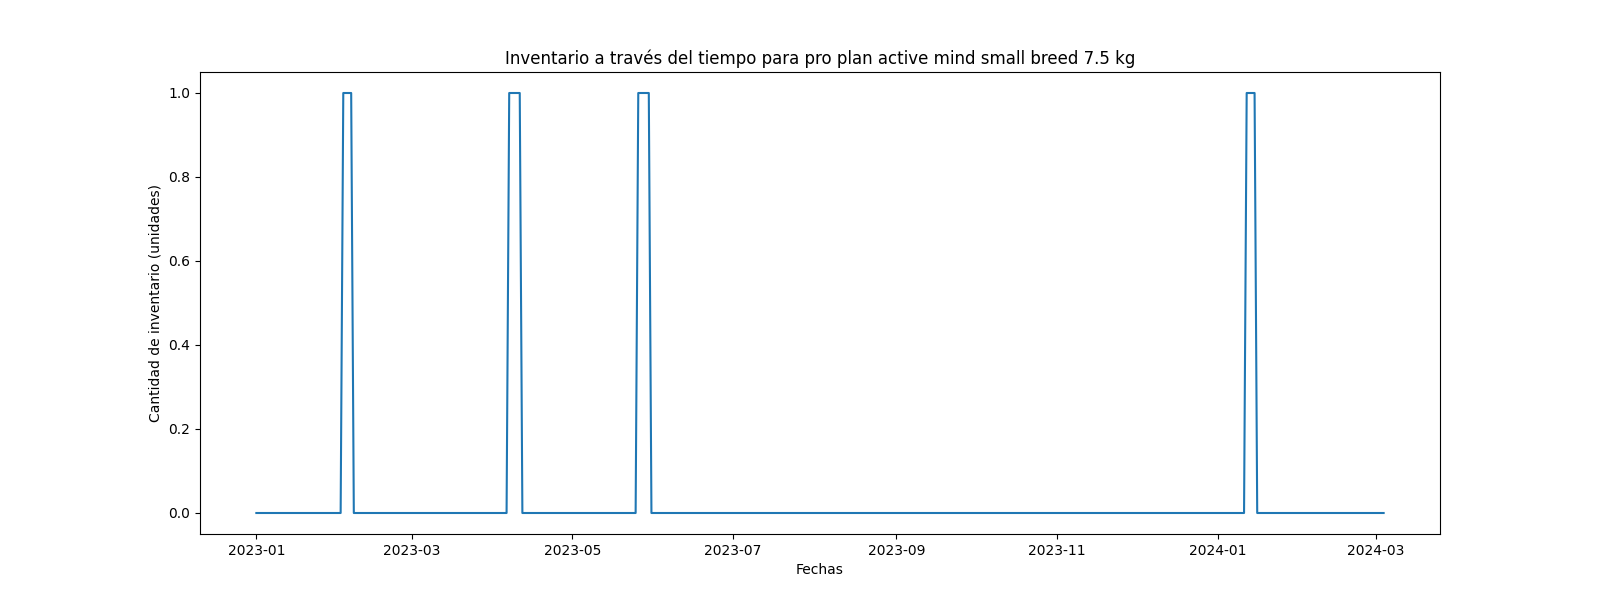 Inventario a través del tiempo para pro plan active mind small breed 7.5 kg
Cantidad de inventario (unidades)
1.0
0.8
0.6
0.4
0.2
0.0
2023-01 2023-03 2023-05 2023-07 2023-09 2023-11 2024-01 2024-03
Fechas